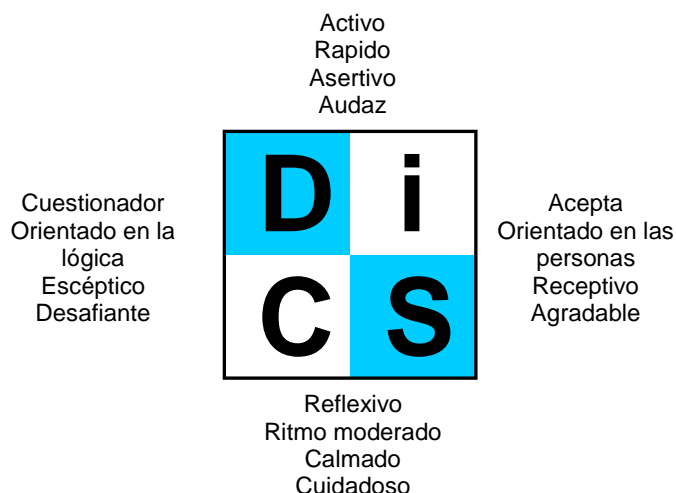 Activo
Rapido
Asertivo
Audaz
D i
C S
Cuestionador
Orientado en la
lógica
Escéptico
Desafiante
Acepta
Orientado en las
personas
Receptivo
Agradable
Reflexivo
Ritmo moderado
Calmado
Cuidadoso